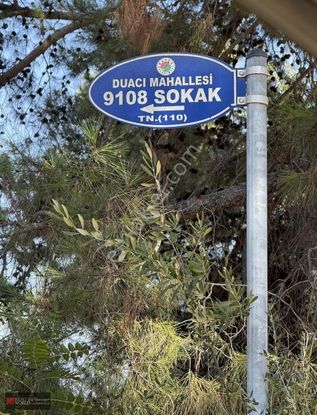 DUACI MAHALLESİ
9108 SOKAK
TN.(110)